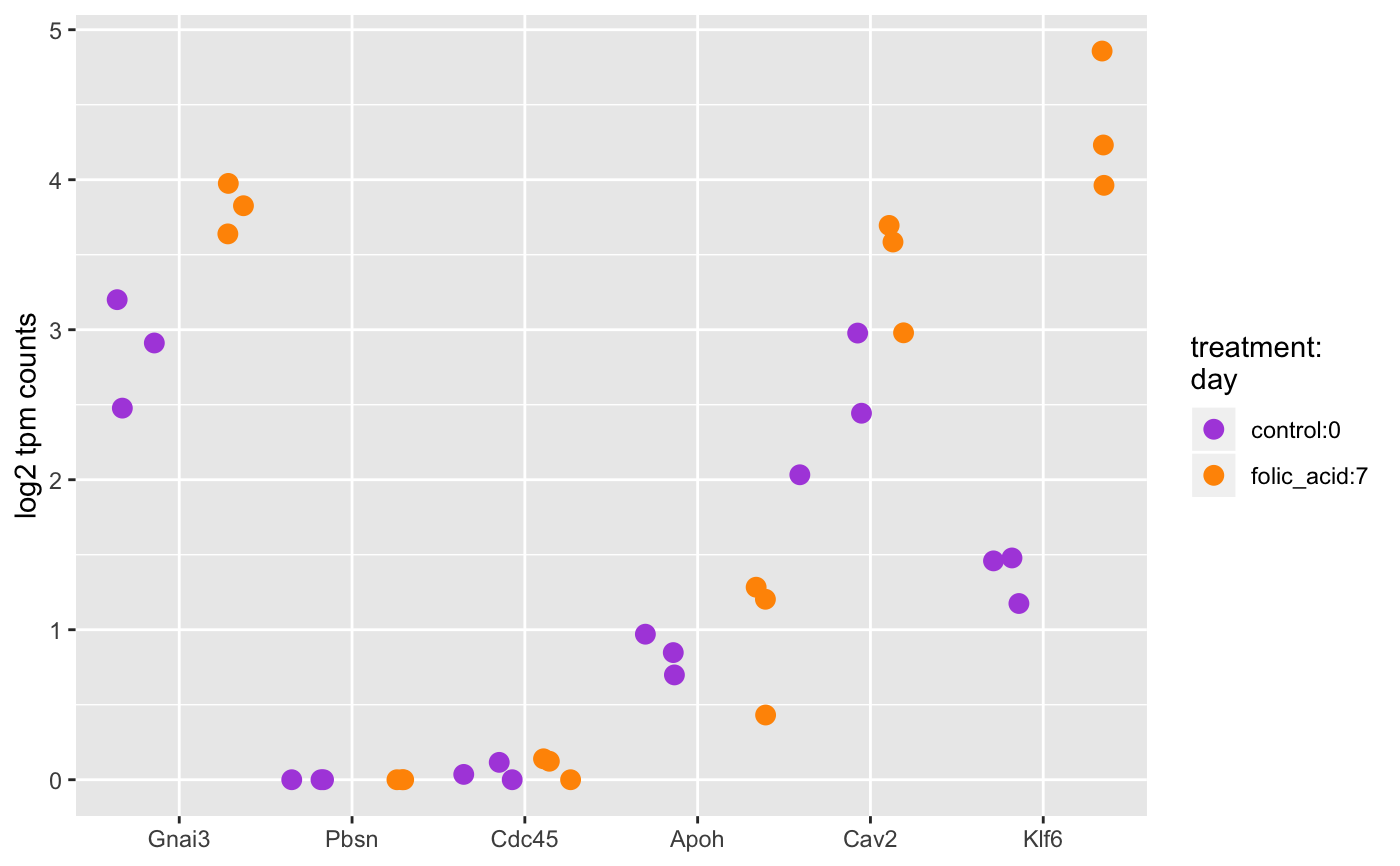 5
4
3
2
1
0
log2 tpm counts
Gnai3 Pbsn Cdc45 Apoh Cav2 Klf6
treatment:
day
control:0
folic_acid:7